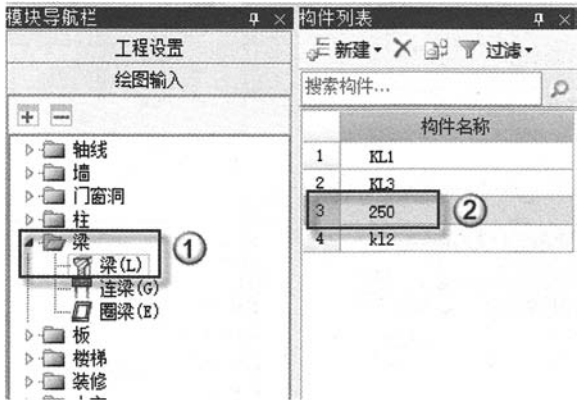 模块导航栏
工程设置
绘图输入
轴线
墙
门窗洞
柱
梁
梁(L)
连梁(G)
圈梁(E)
板
楼梯
装修
①
构件列表
新建
过滤
搜索构件...
构件名称
1 KL1
2 KL3
3 250
4 kl2
②